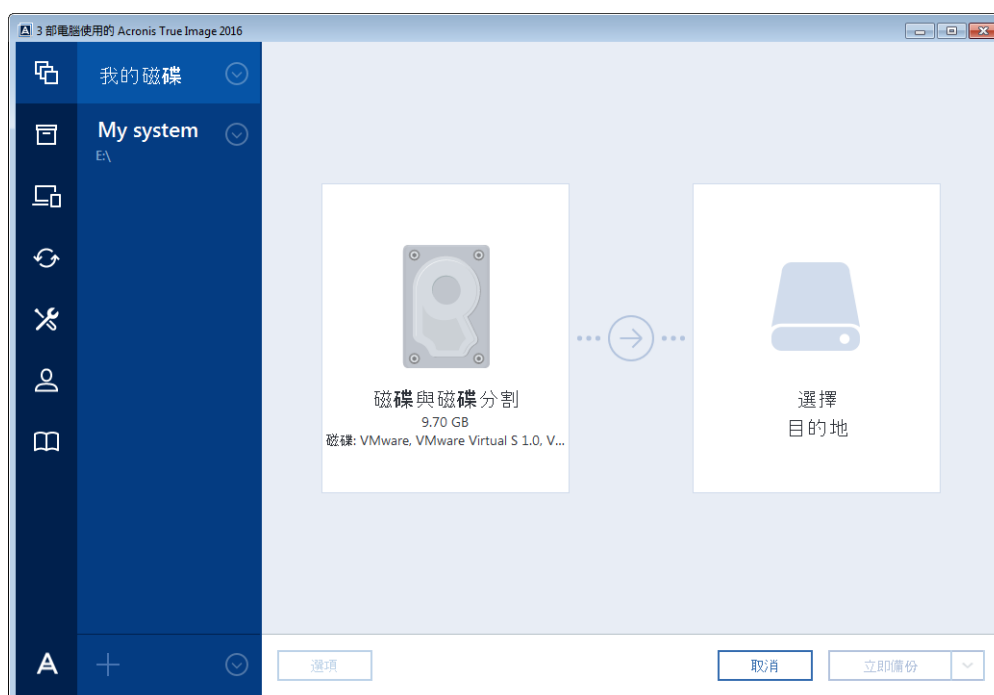 3 部電腦使用的 Acronis True Image 2016
我的磁碟
My system
E:\
磁碟與磁碟分割
9.70 GB
磁碟: VMware, VMware Virtual S 1.0, V...
選擇
目的地
選項
取消
立即備份